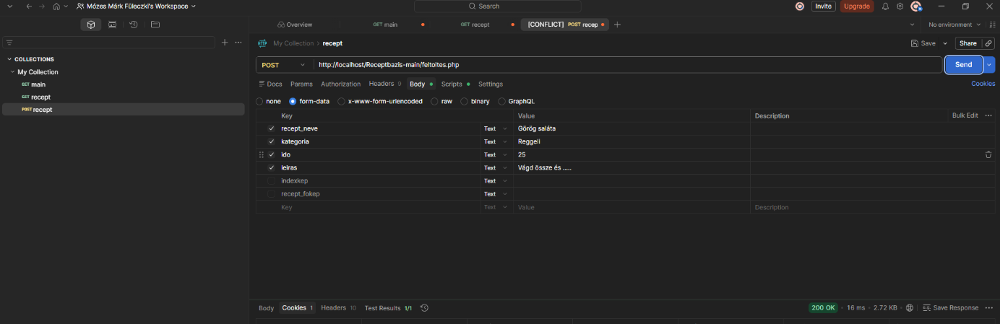 Mózes Márk Füleczki's Workspace Search Invite Upgrade
Overview GET main GET recept [CONFLICT] POST recep No environment
COLLECTIONS
My Collection
GET main
GET recept
POST recept
HTTP My Collection > recept Save Share
POST http://localhost/Receptbazis-main/feltoltes.php Send
Docs Params Authorization Headers 9 Body Scripts Settings Cookies
none form-data x-www-form-urlencoded raw binary GraphQL
Key Value Description Bulk Edit
recept_neve Text Görög saláta
kategoria Text Reggeli
ido Text 25
leiras Text Vágd össze és .....
indexkep Text
recept_fokep Text
Key Text Value Description
Body Cookies 1 Headers 10 Test Results 1/1 200 OK 16 ms 2.72 KB e.g. Save Response